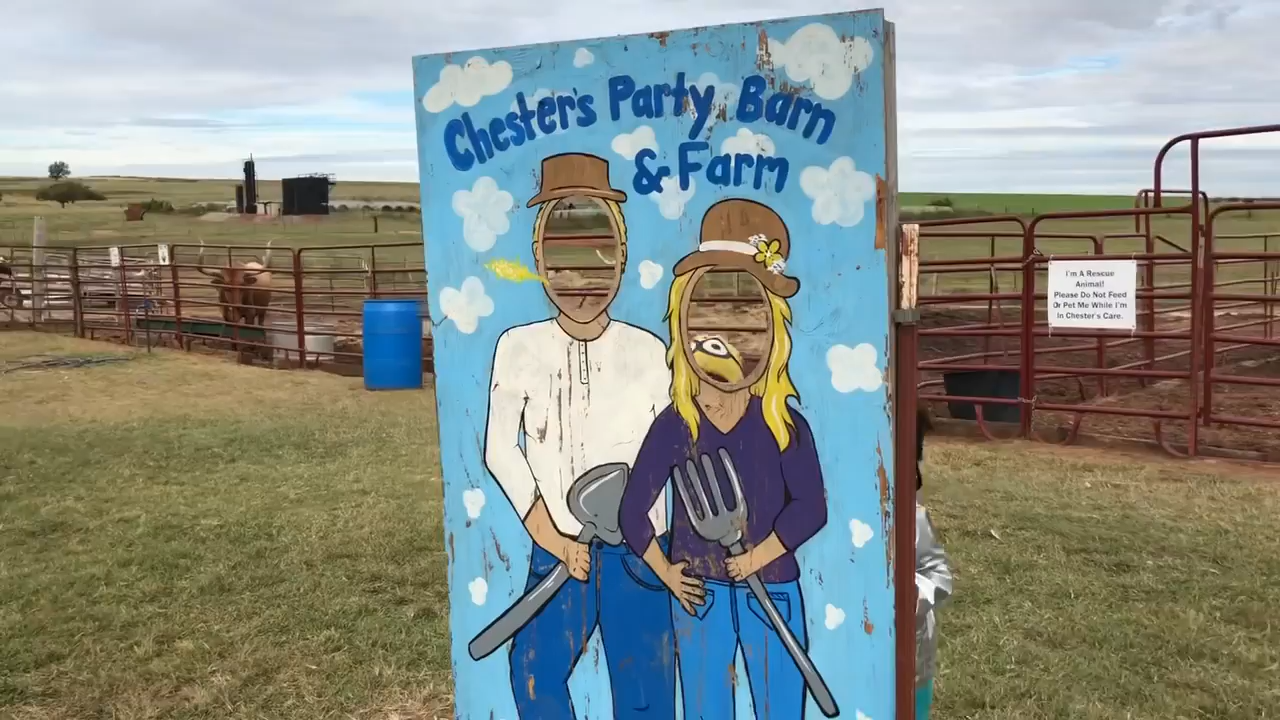 Chester's Party Barn
& Farm
I'm A Rescue
Animal!
Please Do Not Feed
Or Pet Me While I'm
In Chester's Care.